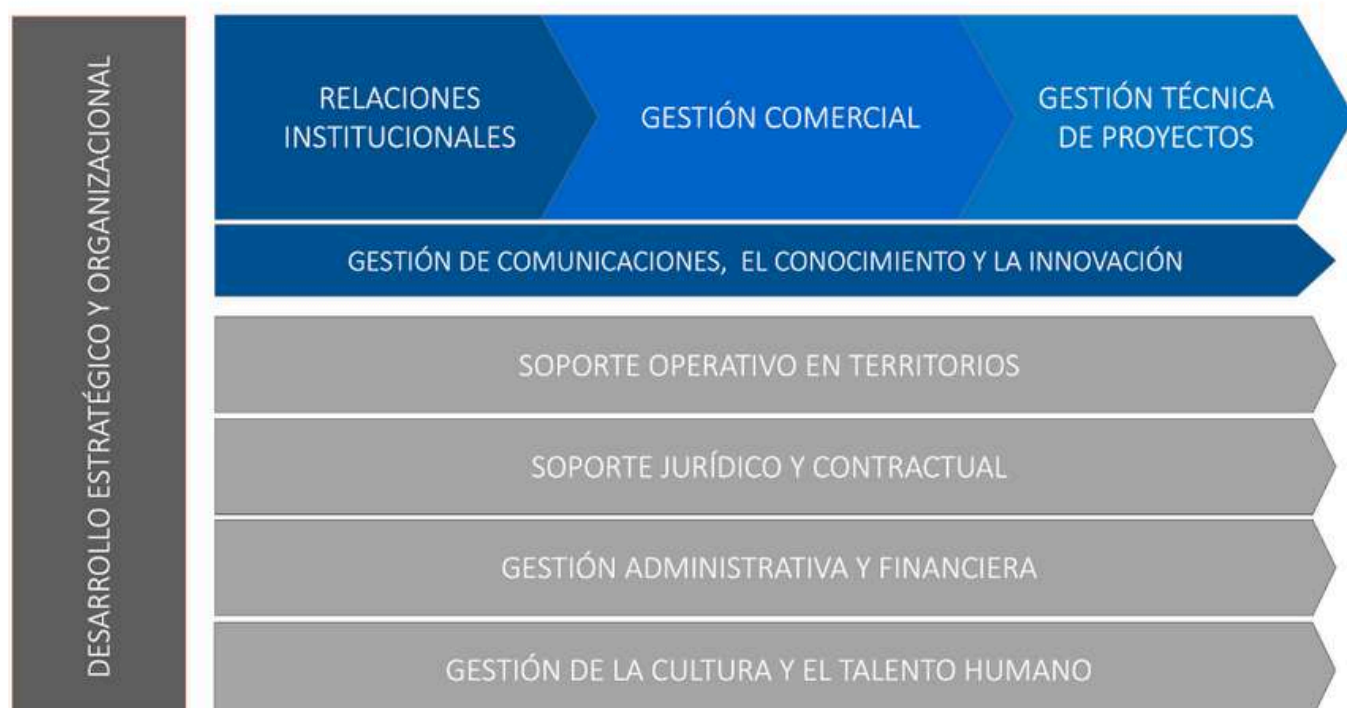 DESARROLLO ESTRATÉGICO Y ORGANIZACIONAL
RELACIONES
INSTITUCIONALES
GESTIÓN COMERCIAL
GESTIÓN TÉCNICA
DE PROYECTOS
GESTIÓN DE COMUNICACIONES, EL CONOCIMIENTO Y LA INNOVACIÓN
SOPORTE OPERATIVO EN TERRITORIOS
SOPORTE JURÍDICO Y CONTRACTUAL
GESTIÓN ADMINISTRATIVA Y FINANCIERA
GESTIÓN DE LA CULTURA Y EL TALENTO HUMANO